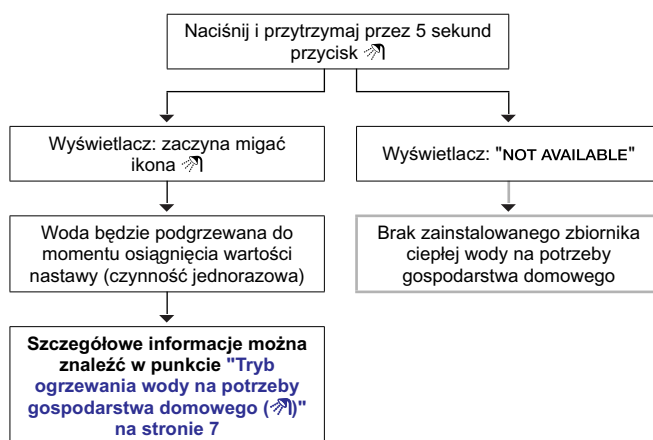 Naciśnij i przytrzymaj przez 5 sekund
przycisk
Wyświetlacz: zaczyna migać
ikona
Wyświetlacz: "NOT AVAILABLE"
Woda będzie podgrzewana do
momentu osiągnięcia wartości
nastawy (czynność jednorazowa)
Brak zainstalowanego zbiornika
ciepłej wody na potrzeby
gospodarstwa domowego
Szczegółowe informacje można
znaleźć w punkcie "Tryb
ogrzewania wody na potrzeby
gospodarstwa domowego ()"
na stronie 7